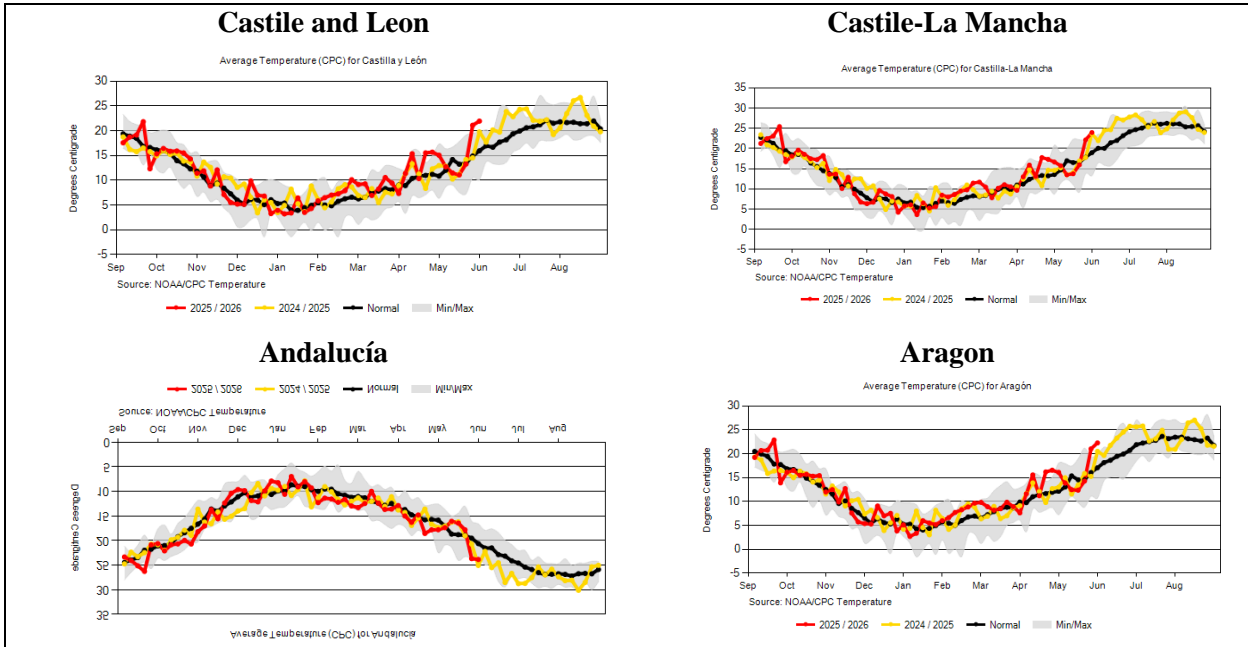 Castile and Leon
Average Temperature (CPC) for Castilla y León
Degrees Centigrade
30
25
20
15
10
5
0
-5
Sep Oct Nov Dec Jan Feb Mar Apr May Jun Jul Aug
Source: NOAA/CPC Temperature
2025 / 2026 2024 / 2025 Normal Min/Max
Castile-La Mancha
Average Temperature (CPC) for Castilla-La Mancha
Degrees Centigrade
35
30
25
20
15
10
5
0
-5
Sep Oct Nov Dec Jan Feb Mar Apr May Jun Jul Aug
Source: NOAA/CPC Temperature
2025 / 2026 2024 / 2025 Normal Min/Max
Andalucía
2025 / 2026 2024 / 2025 Normal Min/Max
Source: NOAA/CPC Temperature
Sep Oct Nov Dec Jan Feb Mar Apr May Jun Jul Aug
0
5
10
15
20
25
30
35
Degrees Centigrade
Average Temperature (CPC) for Andalucía
Aragon
Average Temperature (CPC) for Aragón
Degrees Centigrade
30
25
20
15
10
5
0
-5
Sep Oct Nov Dec Jan Feb Mar Apr May Jun Jul Aug
Source: NOAA/CPC Temperature
2025 / 2026 2024 / 2025 Normal Min/Max